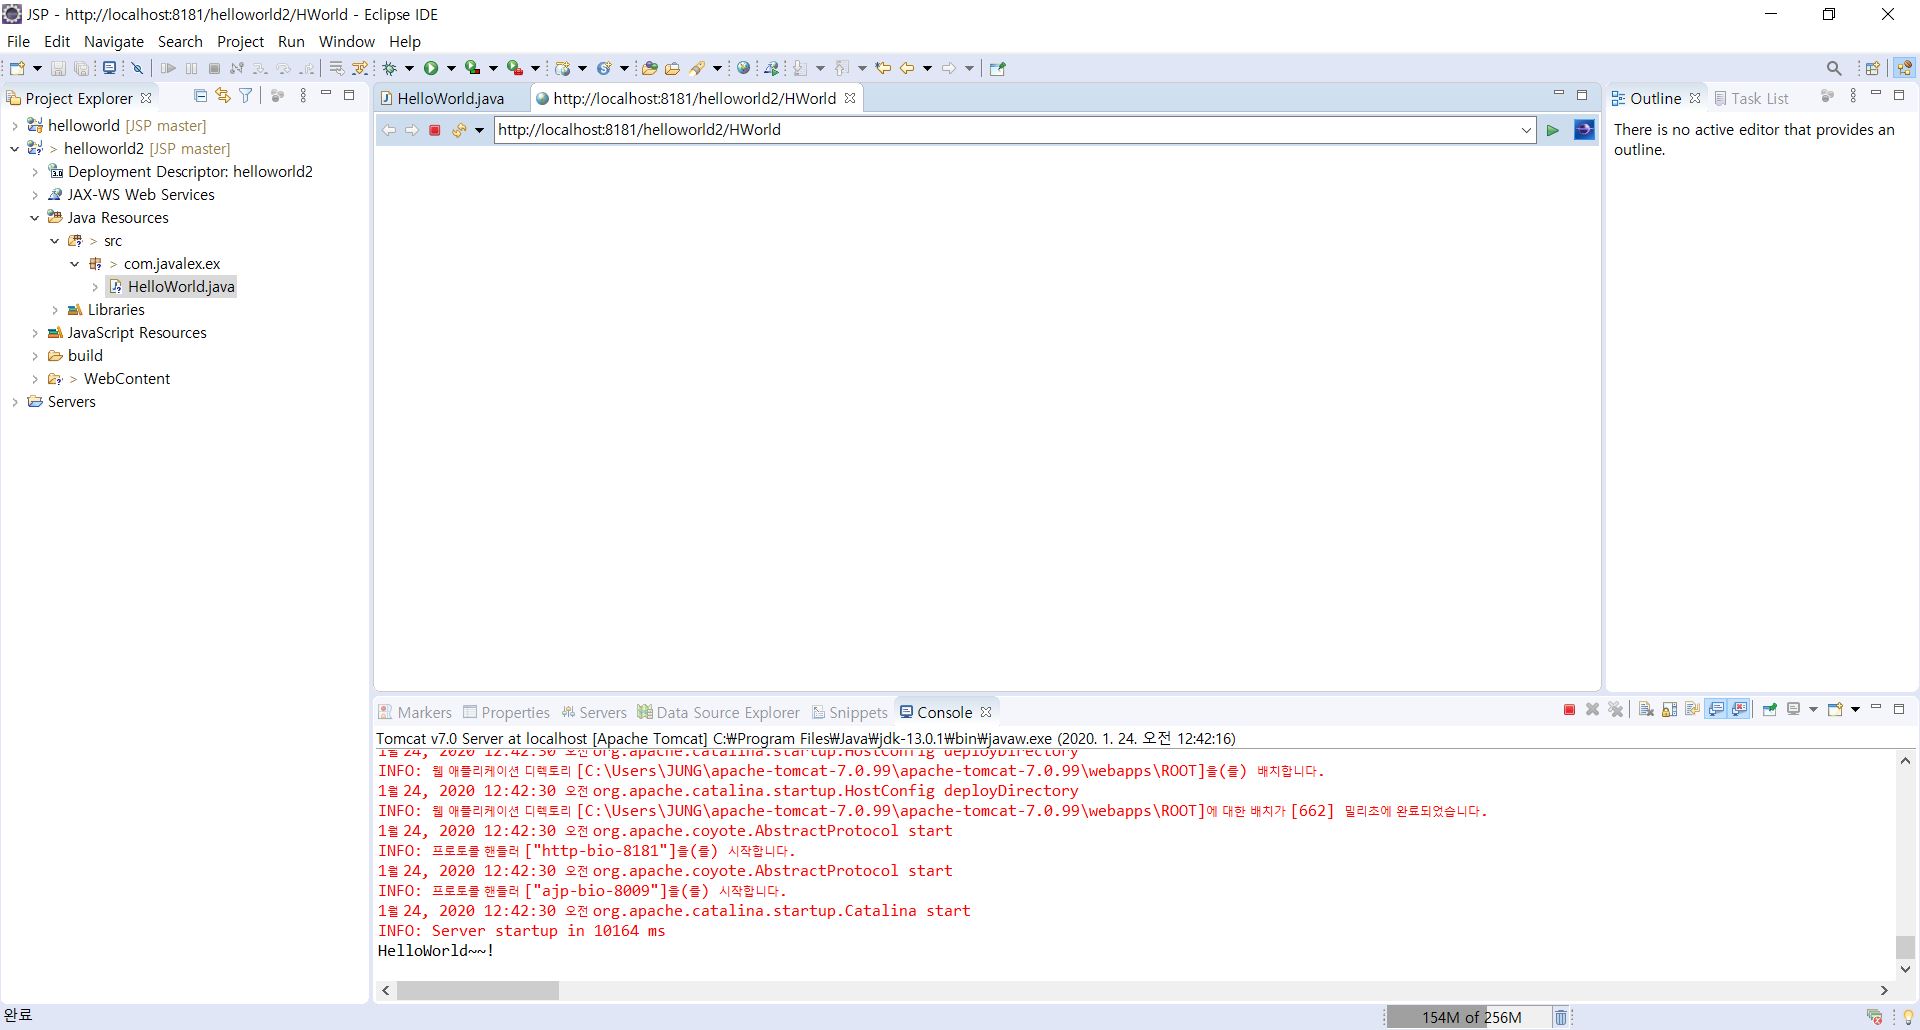 JSP - http://localhost:8181/helloworld2/HWorld - Eclipse IDE
File Edit Navigate Search Project Run Window Help
Project Explorer
helloworld [JSP master]
> helloworld2 [JSP master]
Deployment Descriptor: helloworld2
JAX-WS Web Services
Java Resources
> src
> com.javalex.ex
HelloWorld.java
Libraries
JavaScript Resources
build
> WebContent
Servers
HelloWorld.java http://localhost:8181/helloworld2/HWorld
http://localhost:8181/helloworld2/HWorld
Outline Task List
There is no active editor that provides an
outline.
Markers Properties Servers Data Source Explorer Snippets Console
Tomcat v7.0 Server at localhost [Apache Tomcat] C:₩Program Files₩Java₩jdk-13.0.1₩bin₩javaw.exe (2020. 1. 24. 오전 12:42:16)
1월 24, 2020 12:42:30 오전 org.apache.catalina.startup.HostConfig deployDirectory
INFO: 웹 애플리케이션 디렉토리 [C:\Users\JUNG\apache-tomcat-7.0.99\apache-tomcat-7.0.99\webapps\ROOT]을(를) 배치합니다.
1월 24, 2020 12:42:30 오전 org.apache.catalina.startup.HostConfig deployDirectory
INFO: 웹 애플리케이션 디렉토리 [C:\Users\JUNG\apache-tomcat-7.0.99\apache-tomcat-7.0.99\webapps\ROOT]에 대한 배치가 [662] 밀리초에 완료되었습니다.
1월 24, 2020 12:42:30 오전 org.apache.coyote.AbstractProtocol start
INFO: 프로토콜 핸들러 ["http-bio-8181"]을(를) 시작합니다.
1월 24, 2020 12:42:30 오전 org.apache.coyote.AbstractProtocol start
INFO: 프로토콜 핸들러 ["ajp-bio-8009"]을(를) 시작합니다.
1월 24, 2020 12:42:30 오전 org.apache.catalina.startup.Catalina start
INFO: Server startup in 10164 ms
HelloWorld~~!
완료
154M of 256M